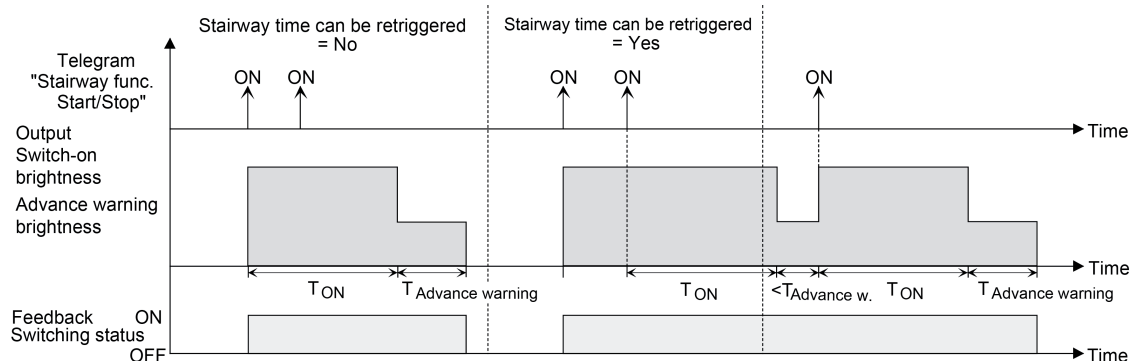 Stairway time can be retriggered
= No
Stairway time can be retriggered
= Yes
Telegram
"Stairway func.
Start/Stop"
ON
ON
ON
ON
ON
Time
Output
Switch-on
brightness
Advance warning
brightness
Time
T ON
T Advance warning
T ON
<TAdvance w.
T ON
T Advance warning
Feedback ON
Switching status
OFF
Time